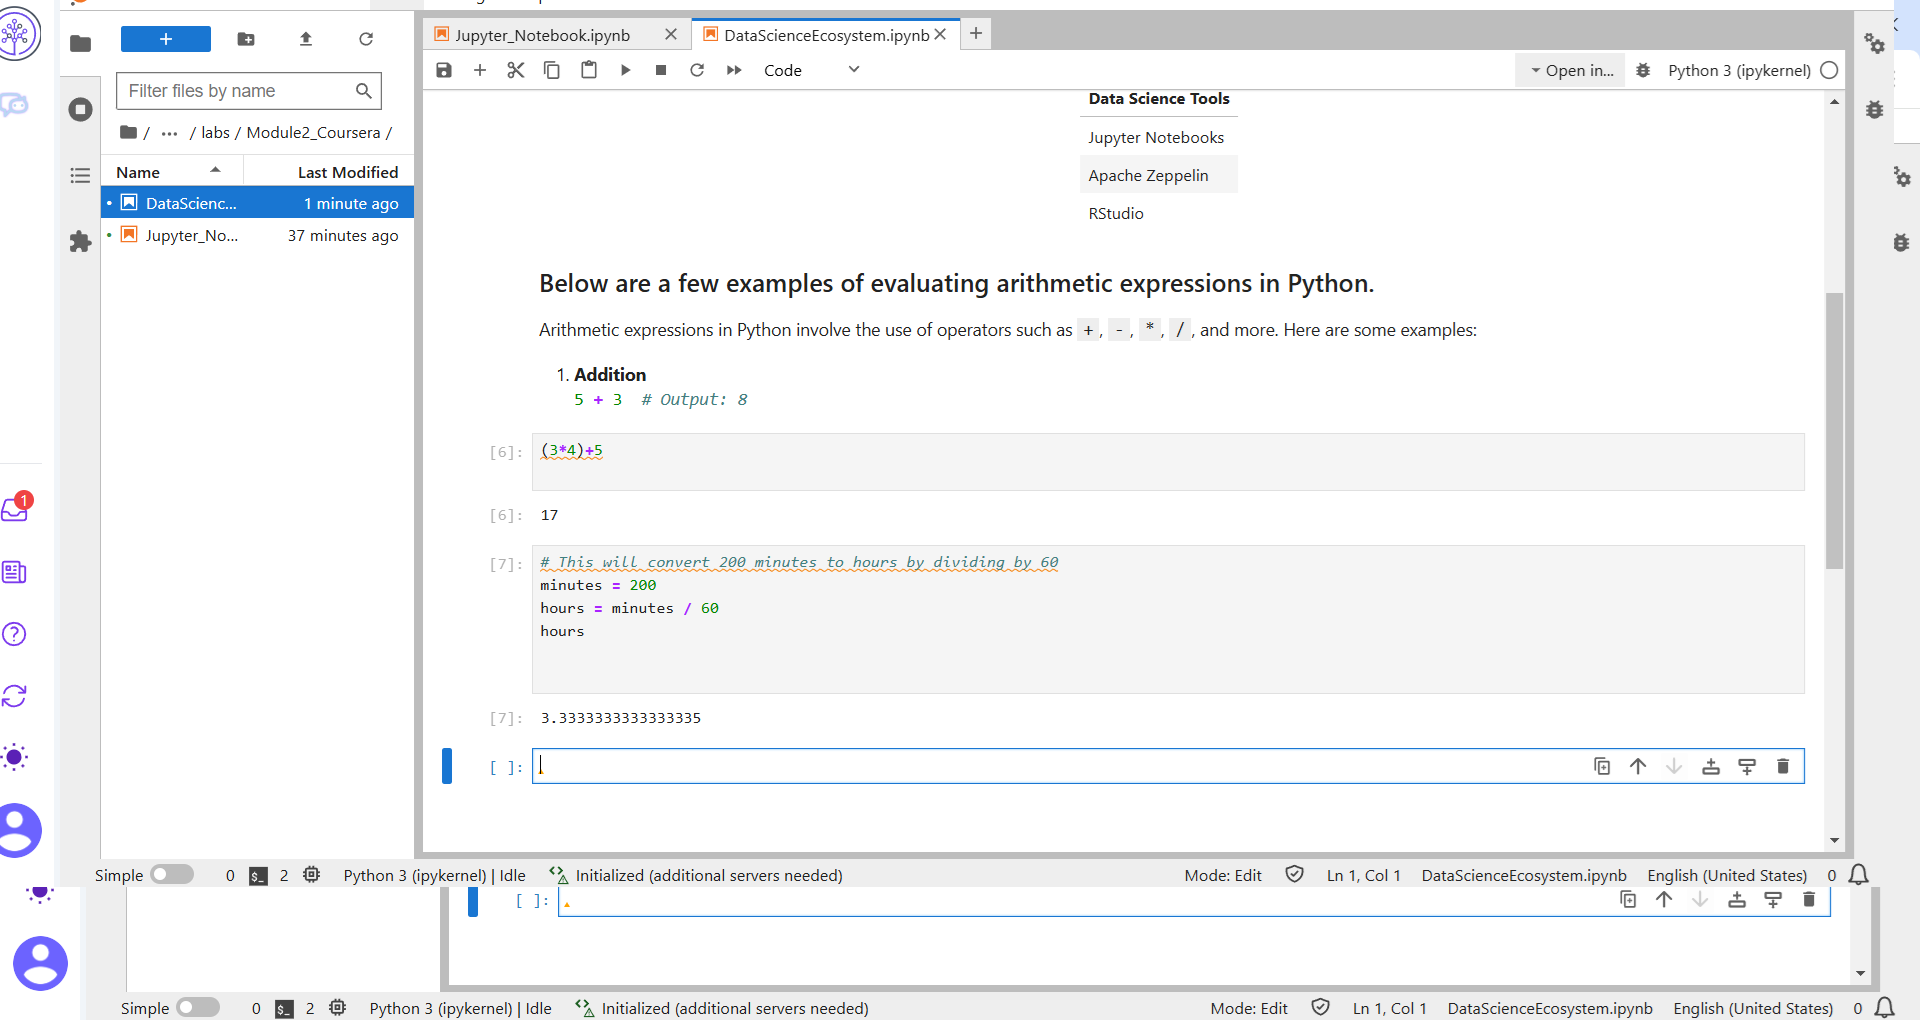 Jupyter_Notebook.ipynb
DataScienceEcosystem.ipynb
Code
Open in...
Python 3 (ipykernel)
Filter files by name
/ ... / labs / Module2_Coursera /
Name
Last Modified
DataScienc...
1 minute ago
Jupyter_No...
37 minutes ago
Data Science Tools
Jupyter Notebooks
Apache Zeppelin
RStudio
Below are a few examples of evaluating arithmetic expressions in Python.
Arithmetic expressions in Python involve the use of operators such as +, -, *, /, and more. Here are some examples:
1. Addition
5 + 3 # Output: 8
[6]: (3*4)+5
[6]: 17
[7]: # This will convert 200 minutes to hours by dividing by 60
minutes = 200
hours = minutes / 60
hours
[7]: 3.3333333333333335
[ ]:
1
Simple 0 $_ 2 Python 3 (ipykernel) | Idle Initialized (additional servers needed) Mode: Edit Ln 1, Col 1 DataScienceEcosystem.ipynb English (United States) 0
[ ]:
Simple 0 $_ 2 Python 3 (ipykernel) | Idle Initialized (additional servers needed) Mode: Edit Ln 1, Col 1 DataScienceEcosystem.ipynb English (United States) 0